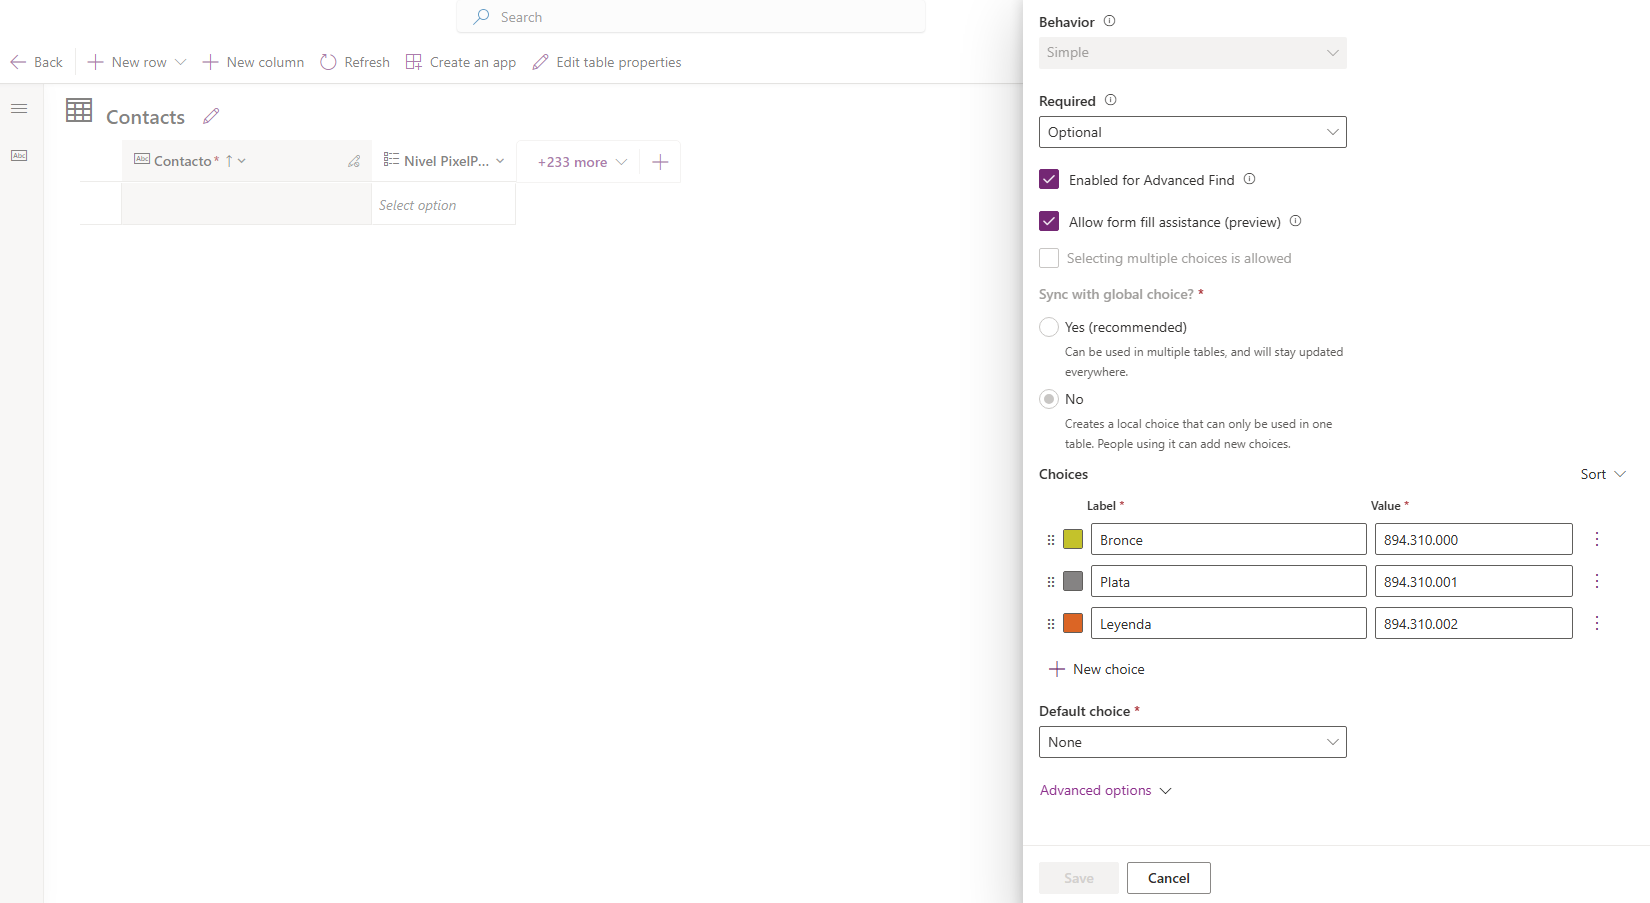 Search
Back
New row
New column
Refresh
Create an app
Edit table properties
Abc
Contacts
Abc Contacto*
Nivel PixelP...
+233 more
Select option
Behavior
Simple
Required
Optional
Enabled for Advanced Find
Allow form fill assistance (preview)
Selecting multiple choices is allowed
Sync with global choice? *
Yes (recommended)
Can be used in multiple tables, and will stay updated
everywhere.
No
Creates a local choice that can only be used in one
table. People using it can add new choices.
Choices
Sort
Label *
Value *
Bronce
894.310.000
Plata
894.310.001
Leyenda
894.310.002
New choice
Default choice *
None
Advanced options
Save
Cancel